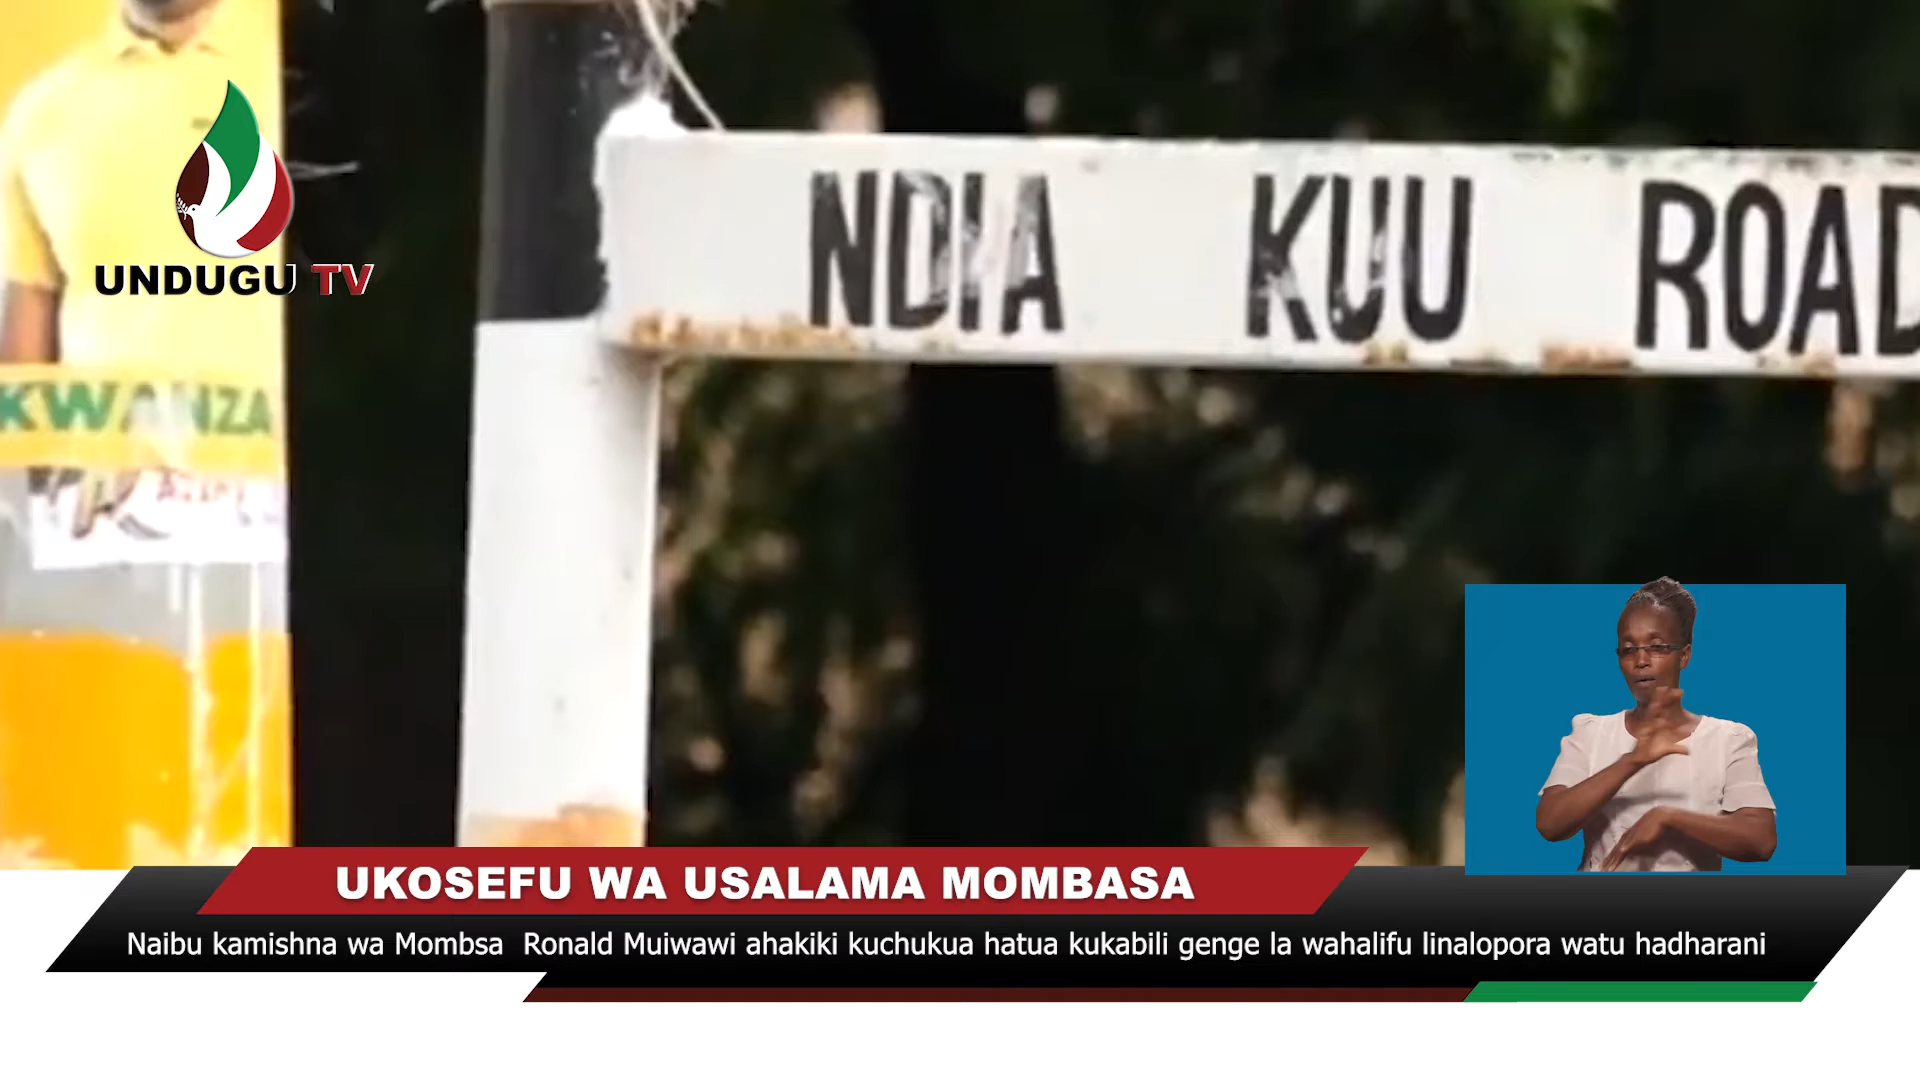 UNDUGU TV
NDIA KUU ROAD
KWANZA
UKOSEFU WA USALAMA MOMBASA
Naibu kamishna wa Mombsa Ronald Muiwawi ahakiki kuchukua hatua kukabili genge la wahalifu linalopora watu hadharani